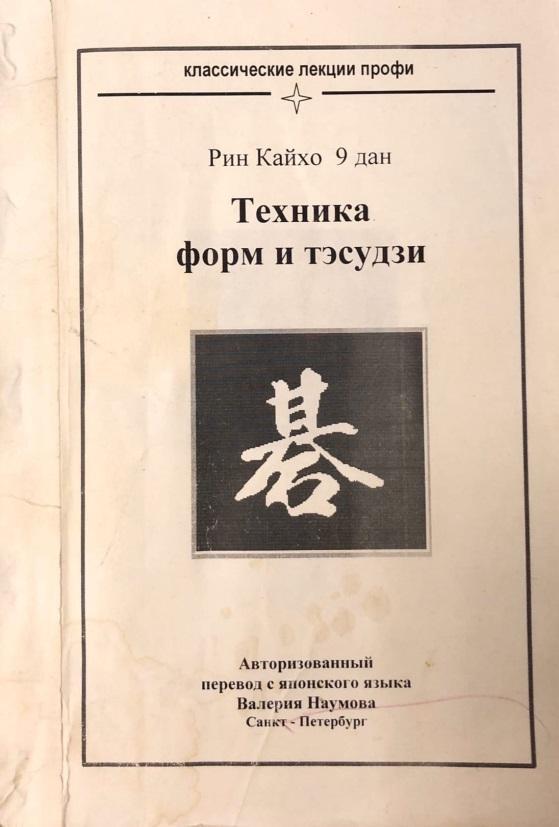 классические лекции профи
Рин Кайхо 9 дан
Техника
форм и тэсудзи
碁
Авторизованный
перевод с японского языка
Валерия Наумова
Санкт - Петербург